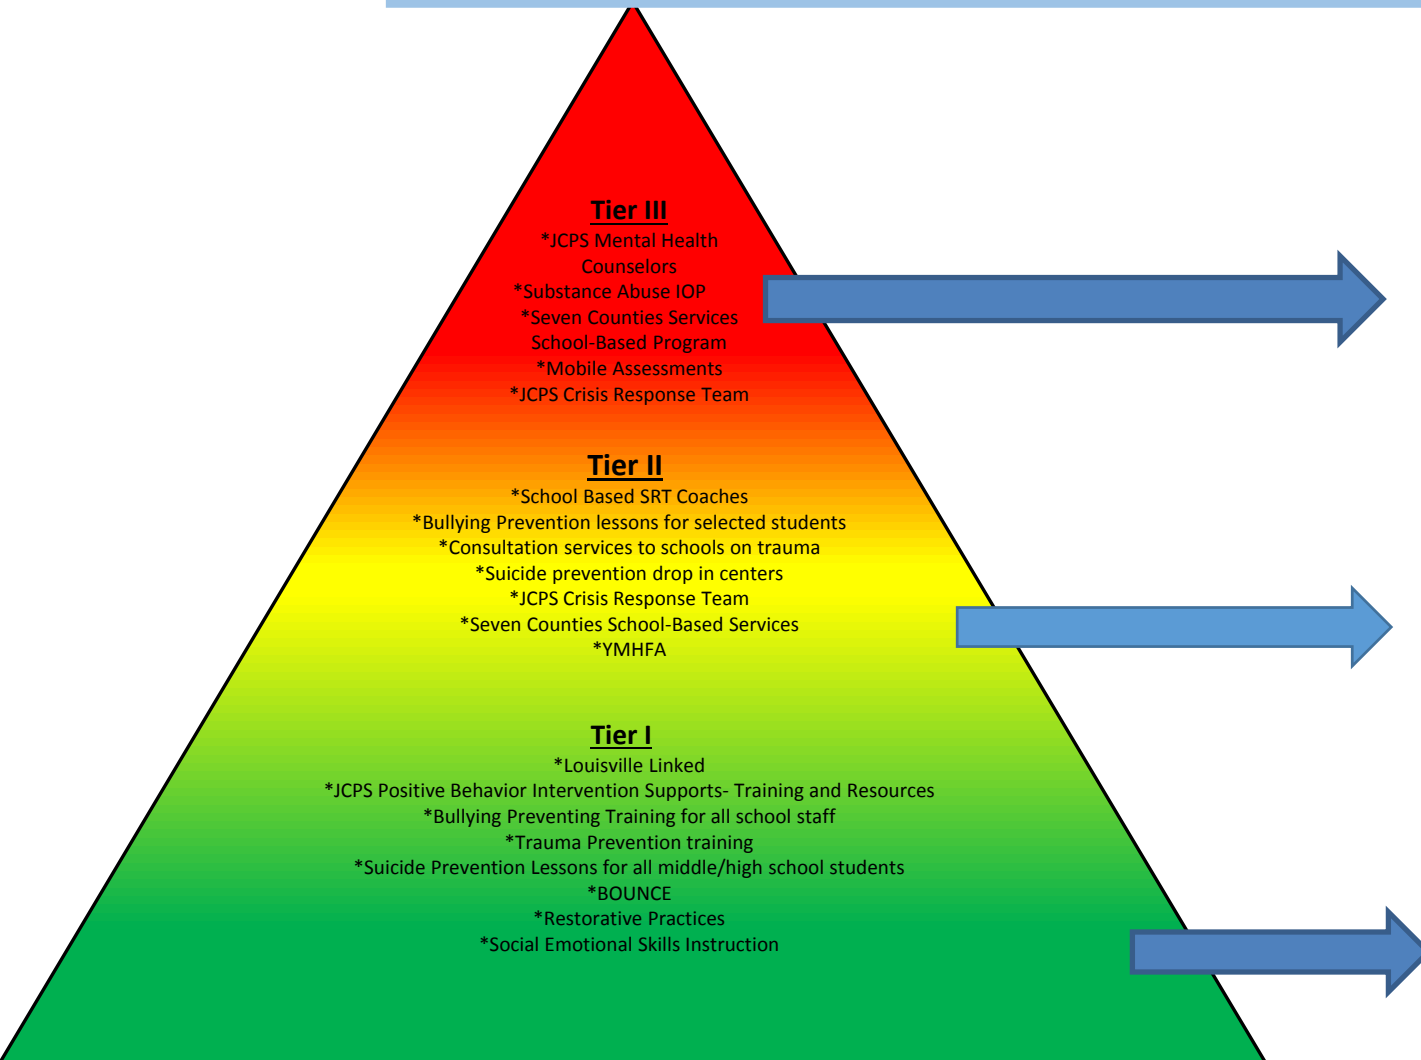 Tier III
*JCPS Mental Health
Counselors
*Substance Abuse IOP
*Seven Counties Services
School-Based Program
*Mobile Assessments
*JCPS Crisis Response Team
Tier II
*School Based SRT Coaches
*Bullying Prevention lessons for selected students
*Consultation services to schools on trauma
*Suicide prevention drop in centers
*JCPS Crisis Response Team
*Seven Counties School-Based Services
*YMHFA
Tier I
*Louisville Linked
*JCPS Positive Behavior Intervention Supports- Training and Resources
*Bullying Preventing Training for all school staff
*Trauma Prevention training
*Suicide Prevention Lessons for all middle/high school students
*BOUNCE
*Restorative Practices
*Social Emotional Skills Instruction